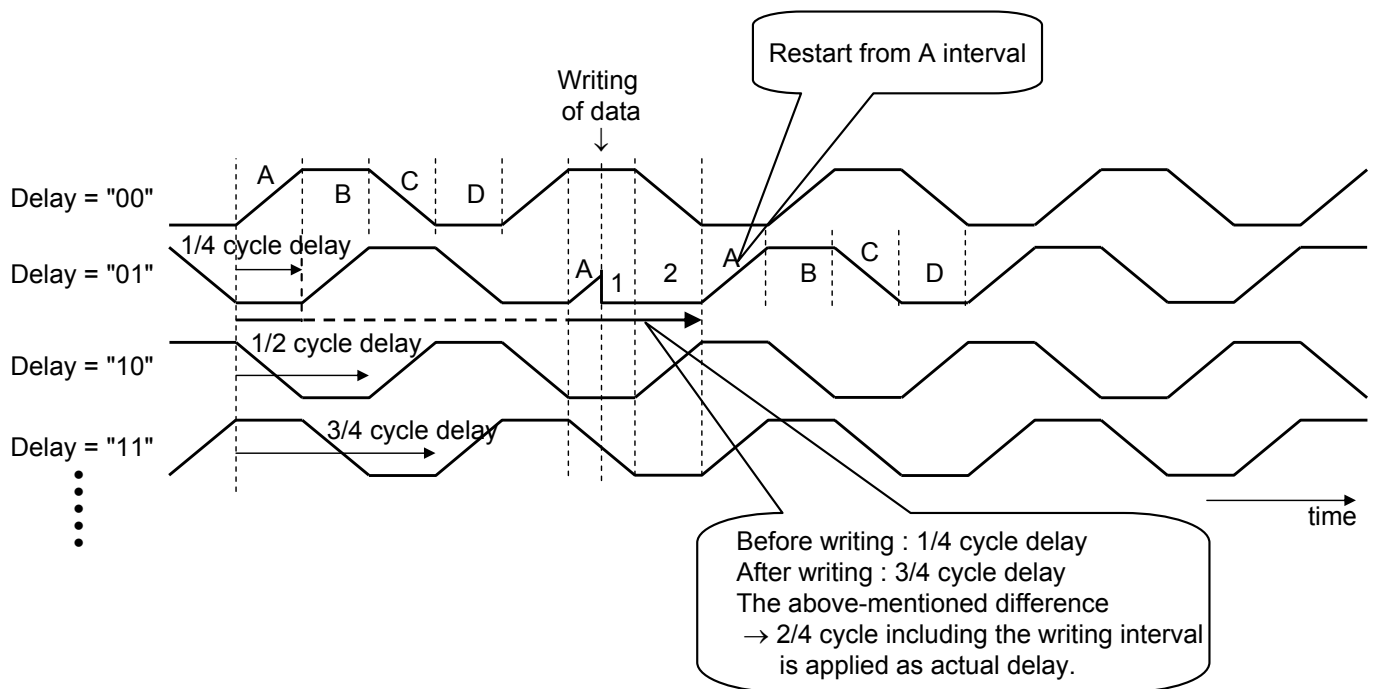 Restart from A interval
Writing
of data
↓
Delay = "00"
A
B
C
D
1/4 cycle delay
Delay = "01"
A
1
2
A
B
C
D
1/2 cycle delay
Delay = "10"
3/4 cycle delay
Delay = "11"
time
Before writing : 1/4 cycle delay
After writing : 3/4 cycle delay
The above-mentioned difference
→ 2/4 cycle including the writing interval
is applied as actual delay.